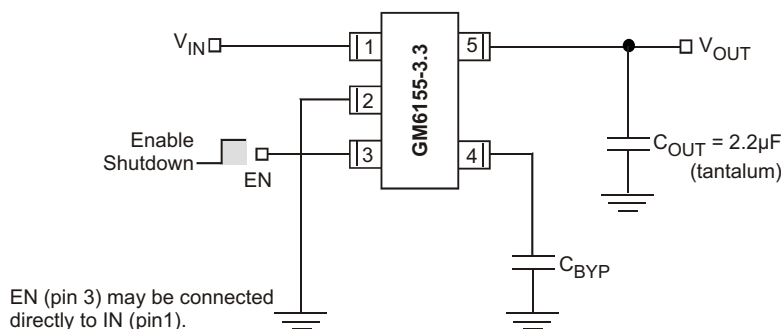 V_IN
1
5
V_OUT
GM6155-3.3
2
Enable
Shutdown
EN
3
4
C_OUT = 2.2µF
(tantalum)
C_BYP
EN (pin 3) may be connected
directly to IN (pin1).